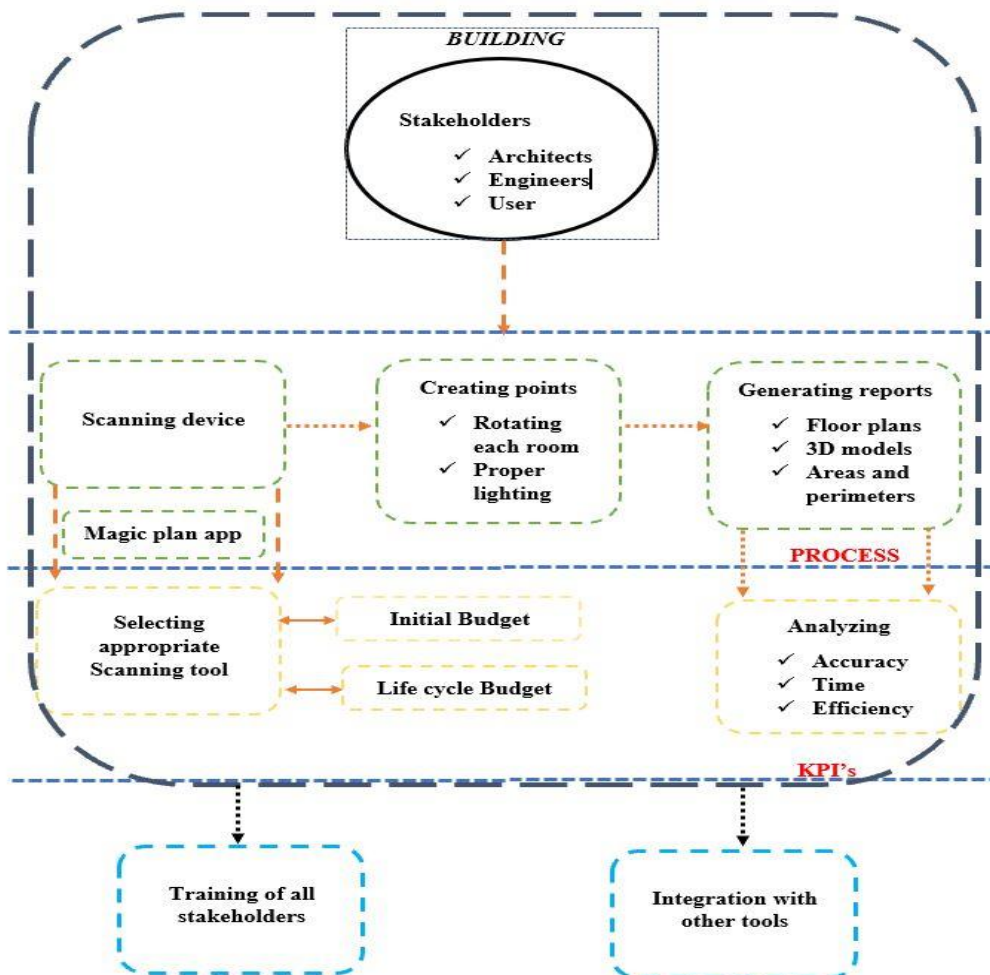 BUILDING
Stakeholders
✓ Architects
✓ Engineers
✓ User
Scanning device
Magic plan app
Creating points
✓ Rotating
each room
✓ Proper
lighting
Generating reports
✓ Floor plans
✓ 3D models
✓ Areas and
perimeters
PROCESS
Selecting
appropriate
Scanning tool
Initial Budget
Life cycle Budget
Analyzing
✓ Accuracy
✓ Time
✓ Efficiency
KPI’s
Training of all
stakeholders
Integration with
other tools